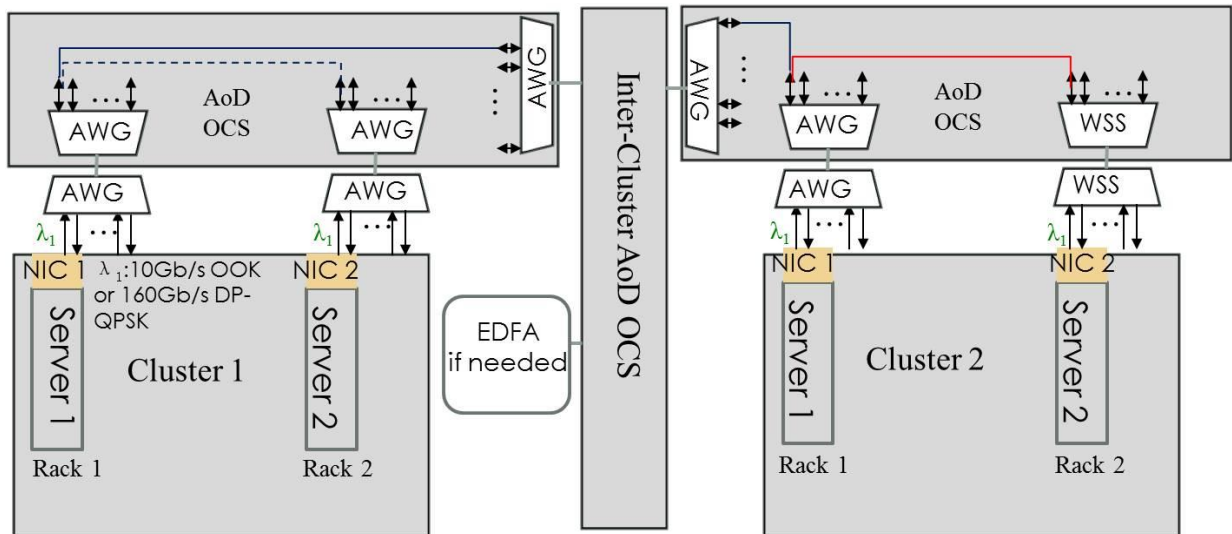 AWG
AWG
AoD
OCS
AWG
AWG
AWG
AWG
λ1
λ1
NIC 1
λ1:10Gb/s OOK
or 160Gb/s DP-
QPSK
NIC 2
Server 1
Server 2
Cluster 1
Rack 1
Rack 2
EDFA
if needed
Inter-Cluster AoD OCS
AWG
AoD
OCS
WSS
AWG
WSS
λ1
λ1
NIC 1
NIC 2
Server 1
Server 2
Cluster 2
Rack 1
Rack 2